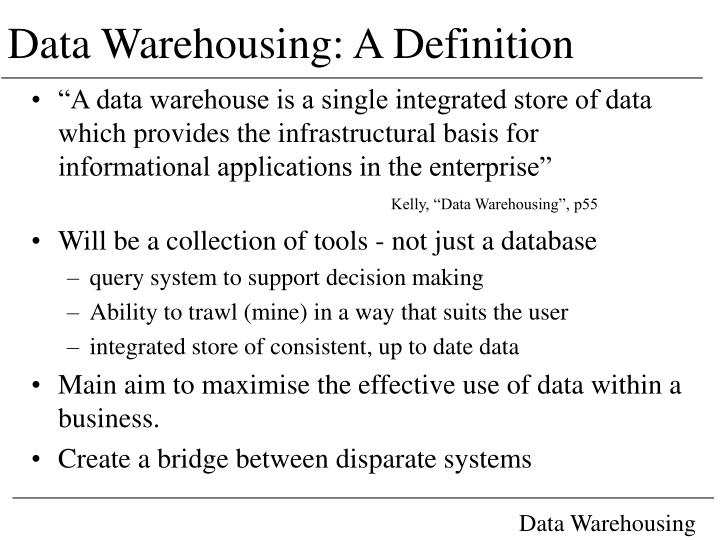 Data Warehousing: A Definition
• “A data warehouse is a single integrated store of data
which provides the infrastructural basis for
informational applications in the enterprise”
Kelly, “Data Warehousing”, p55
• Will be a collection of tools - not just a database
– query system to support decision making
– Ability to trawl (mine) in a way that suits the user
– integrated store of consistent, up to date data
• Main aim to maximise the effective use of data within a
business.
• Create a bridge between disparate systems
Data Warehousing